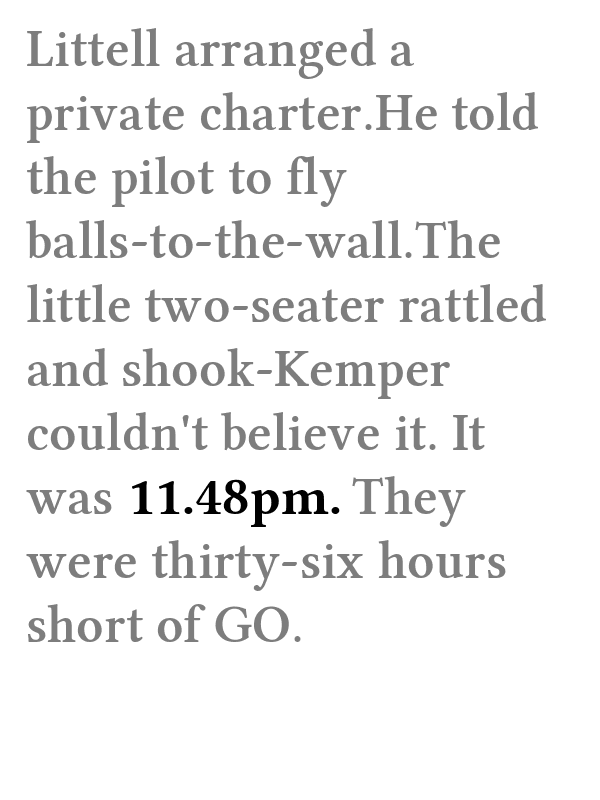 Littell arranged a
private charter.He told
the pilot to fly
balls-to-the-wall.The
little two-seater rattled
and shook-Kemper
couldn't believe it. It
was 11.48pm. They
were thirty-six hours
short of GO.